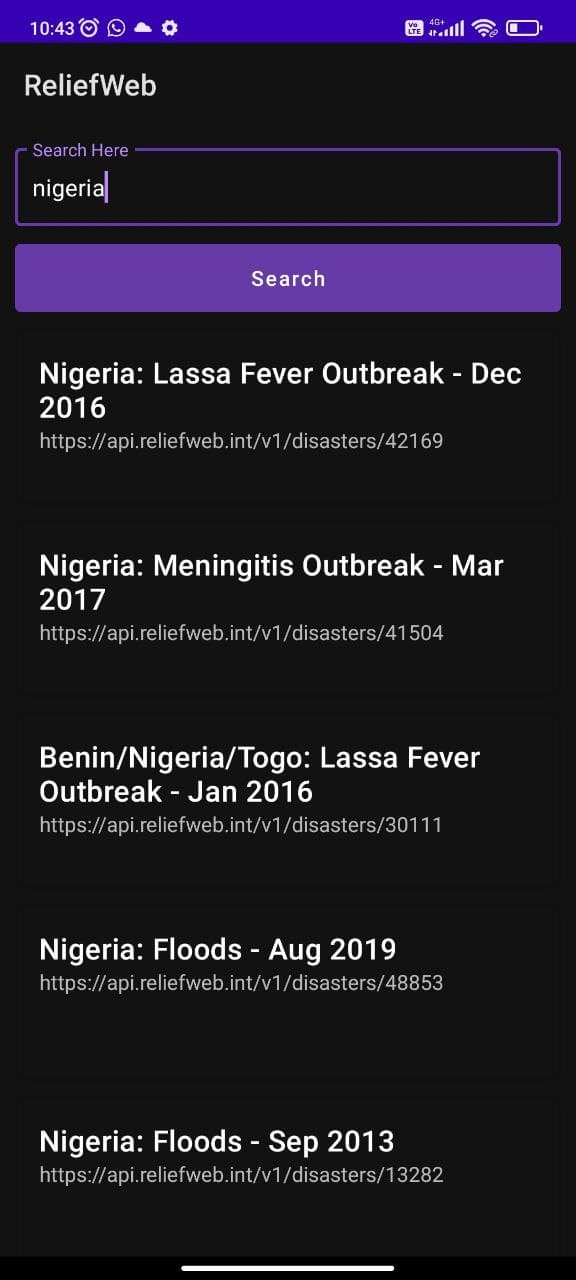 10:43
Vo LTE 4G+
ReliefWeb
Search Here
nigeria
Search
Nigeria: Lassa Fever Outbreak - Dec
2016
https://api.reliefweb.int/v1/disasters/42169
Nigeria: Meningitis Outbreak - Mar
2017
https://api.reliefweb.int/v1/disasters/41504
Benin/Nigeria/Togo: Lassa Fever
Outbreak - Jan 2016
https://api.reliefweb.int/v1/disasters/30111
Nigeria: Floods - Aug 2019
https://api.reliefweb.int/v1/disasters/48853
Nigeria: Floods - Sep 2013
https://api.reliefweb.int/v1/disasters/13282